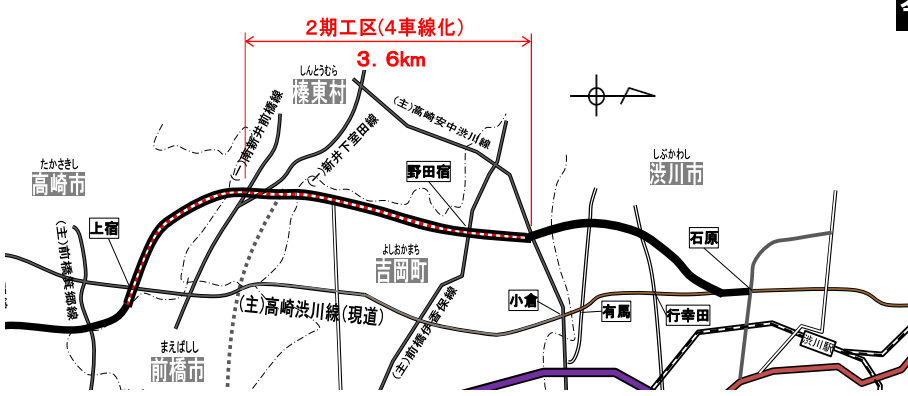 2期工区(4車線化)
3.6km
しんとうむら
榛東村
(主)高崎安中渋川線
(一)南新井前橋線
(一)新井下室田線
たかさきし
高崎市
野田宿
しぶかわし
渋川市
上宿
(主)前橋箕郷線
石原
よしおかまち
吉岡町
(主)高崎渋川線(現道)
小倉
有馬
行幸田
(主)前橋伊香保線
まえばしし
前橋市
渋川駅